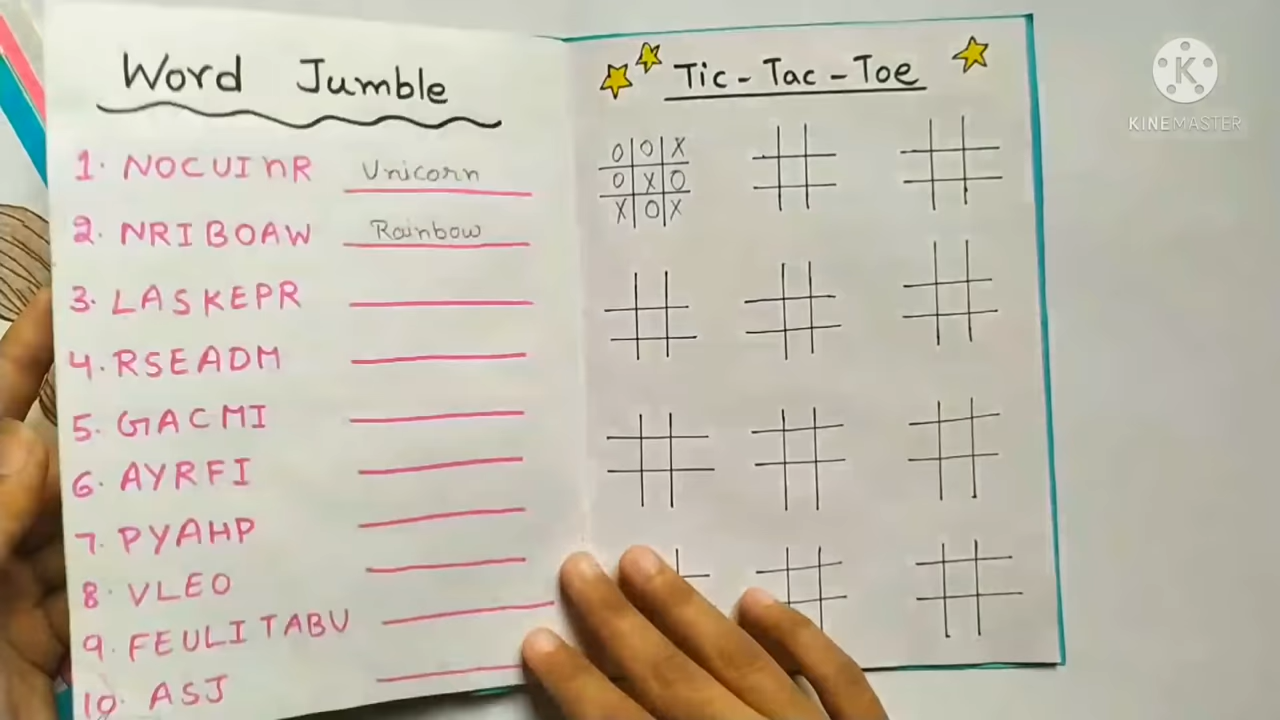 Word Jumble
1. NOCUINR Unicorn
2. NRIBOAW Rainbow
3. LASKEPR
4. RSEADM
5. GACMI
6. AYRFI
7. PYAHP
8. VLEO
9. FEULITABU
10. ASJ
Tic-Tac-Toe
O O X
O X O
X O X
K
KINEMASTER